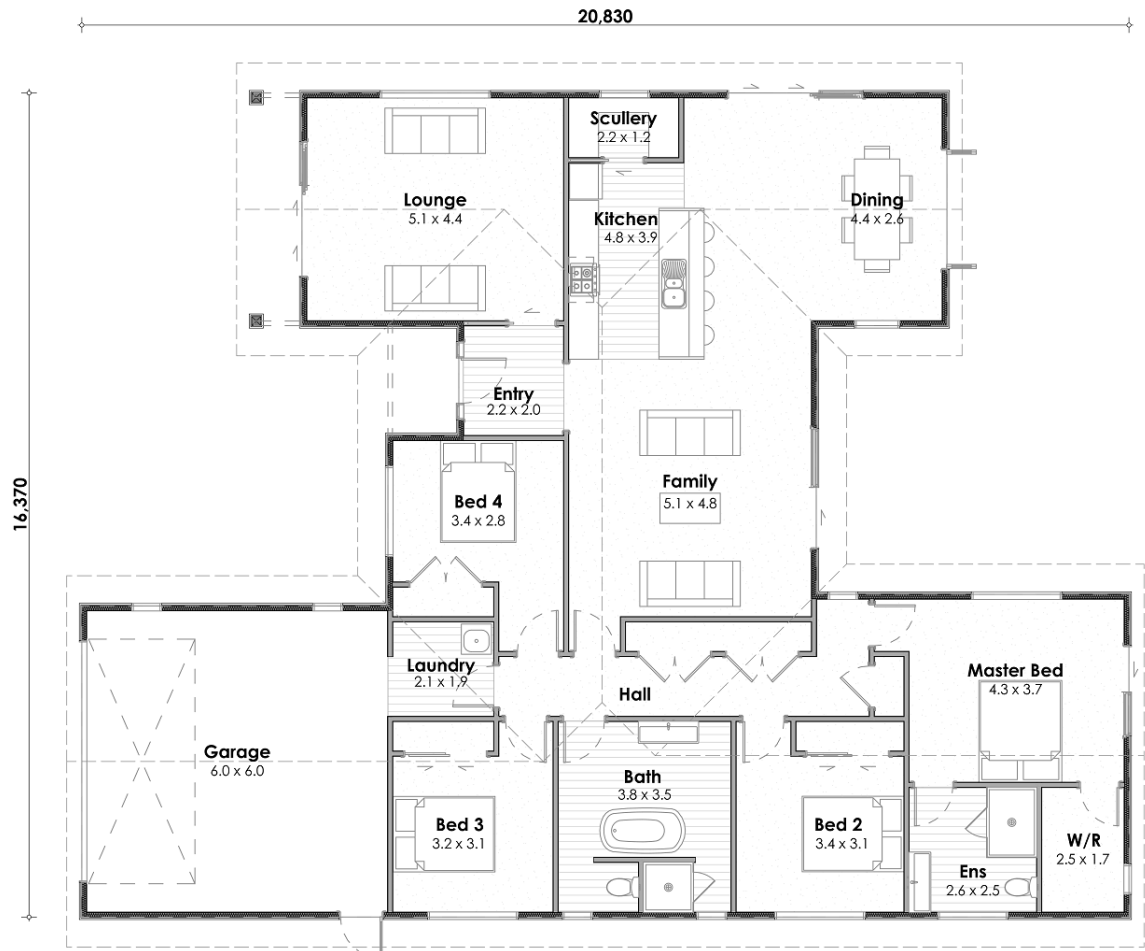 20,830
16,370
Scullery
2.2 x 1.2
Lounge
5.1 x 4.4
Kitchen
4.8 x 3.9
Dining
4.4 x 2.6
Entry
2.2 x 2.0
Bed 4
3.4 x 2.8
Family
5.1 x 4.8
Laundry
2.1 x 1.9
Hall
Master Bed
4.3 x 3.7
Garage
6.0 x 6.0
Bath
3.8 x 3.5
Bed 3
3.2 x 3.1
Bed 2
3.4 x 3.1
W/R
2.5 x 1.7
Ens
2.6 x 2.5